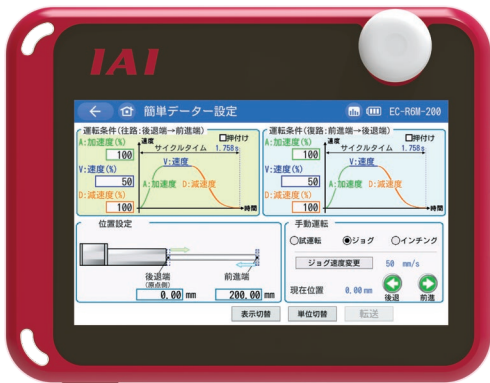 IAI
簡単データー設定
EC-R6M-200
運転条件(往路:後退端→前進端)
A:加速度(%)
100
V:速度(%)
50
D:減速度(%)
100
速度
□押付け
サイクルタイム 1.758s
V:速度
A:加速度 D:減速度
時間
運転条件(復路:前進端→後退端)
A:加速度(%)
100
V:速度(%)
50
D:減速度(%)
100
速度
□押付け
サイクルタイム 1.758s
V:速度
A:加速度 D:減速度
時間
位置設定
後退端
(原点側)
0.00 mm
前進端
200.00 mm
手動運転
試運転 ジョグ インチング
ジョグ速度変更 50 mm/s
現在位置 0.00 mm
後退 前進
表示切替 単位切替 転送